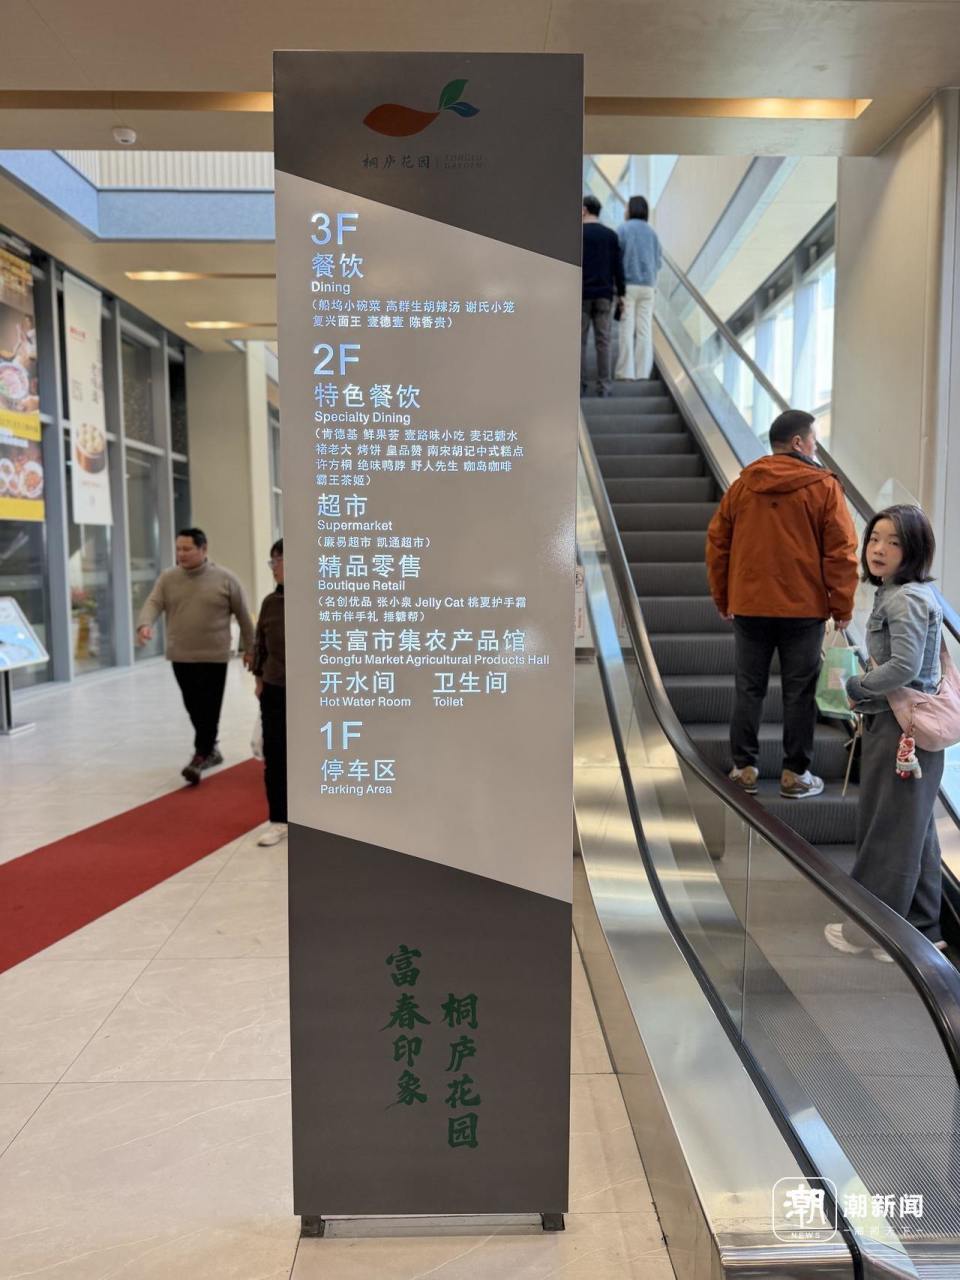 桐庐花园 TONGLU GARDEN
3F
餐饮
Dining
（船坞小碗菜 高群生胡辣汤 谢氏小笼
复兴面王 壹德壹 陈香贵）
2F
特色餐饮
Specialty Dining
（肯德基 鲜果荟 壹路味小吃 麦记糖水
褚老大 烤饼 皇品赞 南宋胡记中式糕点
许方桐 绝味鸭脖 野人先生 咖岛咖啡
霸王茶姬）
超市
Supermarket
（廉易超市 凯通超市）
精品零售
Boutique Retail
（名创优品 张小泉 Jelly Cat 桃夏护手霜
城市伴手礼 捶糖帮）
共富市集农产品馆
Gongfu Market Agricultural Products Hall
开水间 卫生间
Hot Water Room Toilet
1F
停车区
Parking Area
桐庐花园
富春印象
潮 潮新闻
NEWS